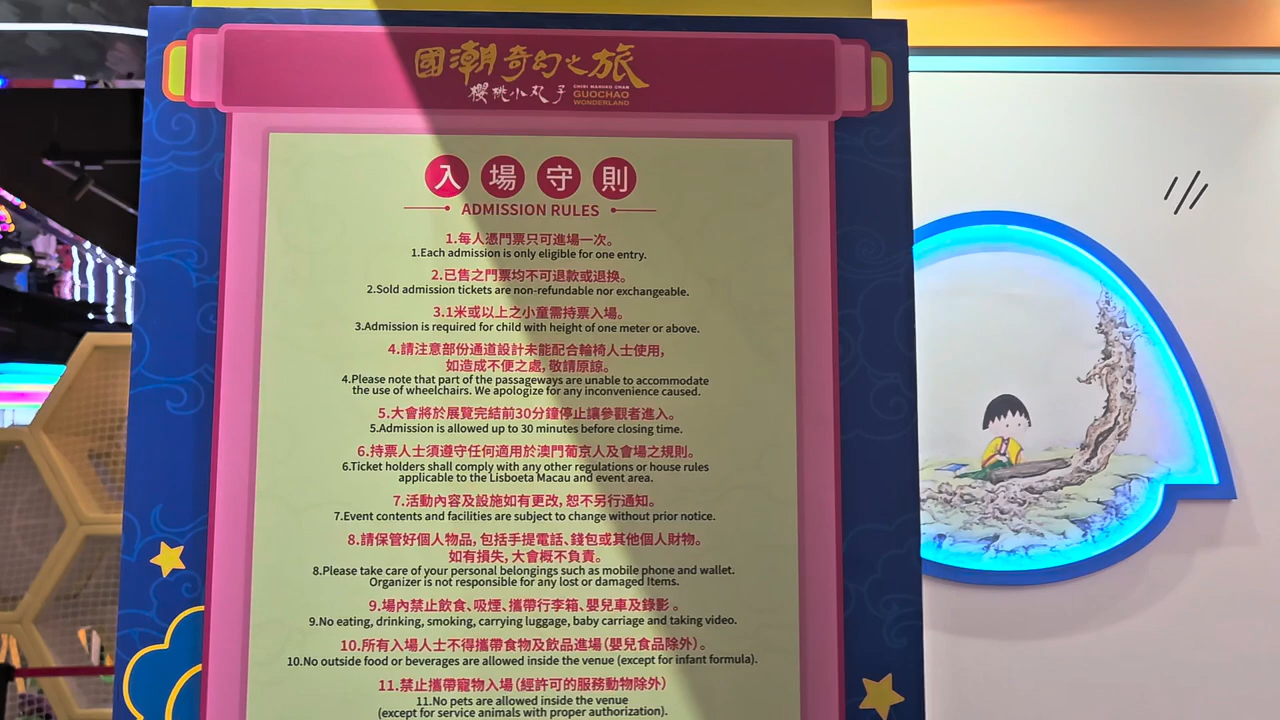 國潮奇幻之旅
櫻桃小丸子
CHIBI MARUKO CHAN
GUOCHAO
WONDERLAND
入場守則
ADMISSION RULES
1.每人憑門票只可進場一次。
1.Each admission is only eligible for one entry.
2.已售之門票均不可退款或退換。
2.Sold admission tickets are non-refundable nor exchangeable.
3.1米或以上之小童需持票入場。
3.Admission is required for child with height of one meter or above.
4.請注意部份通道設計未能配合輪椅人士使用,
如造成不便之處, 敬請原諒。
4.Please note that part of the passageways are unable to accommodate
the use of wheelchairs. We apologize for any inconvenience caused.
5.大會將於展覽完結前30分鐘停止讓參觀者進入。
5.Admission is allowed up to 30 minutes before closing time.
6.持票人士須遵守任何適用於澳門葡京人及會場之規則。
6.Ticket holders shall comply with any other regulations or house rules
applicable to the Lisboeta Macau and event area.
7.活動內容及設施如有更改, 恕不另行通知。
7.Event contents and facilities are subject to change without prior notice.
8.請保管好個人物品, 包括手提電話、錢包或其他個人財物。
如有損失, 大會概不負責。
8.Please take care of your personal belongings such as mobile phone and wallet.
Organizer is not responsible for any lost or damaged Items.
9.場內禁止飲食、吸煙、攜帶行李箱、嬰兒車及錄影 。
9.No eating, drinking, smoking, carrying luggage, baby carriage and taking video.
10.所有入場人士不得攜帶食物及飲品進場(嬰兒食品除外)。
10.No outside food or beverages are allowed inside the venue (except for infant formula).
11.禁止攜帶寵物入場(經許可的服務動物除外)
11.No pets are allowed inside the venue
(except for service animals with proper authorization).